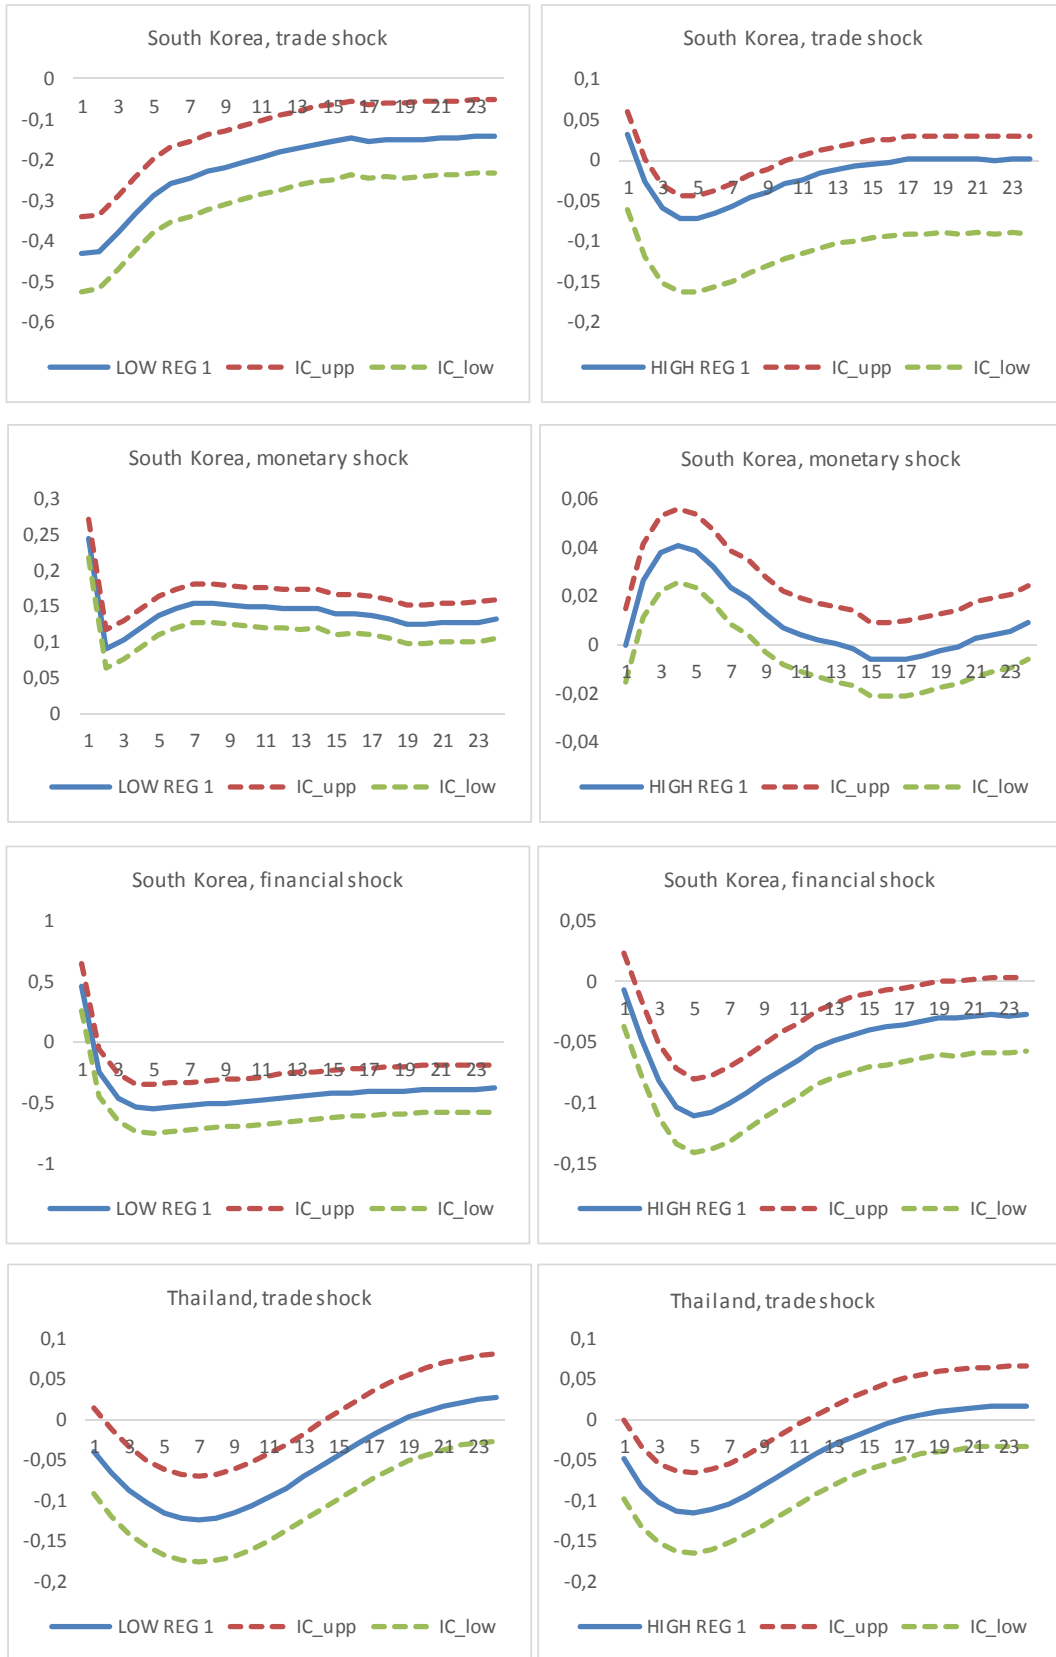 South Korea, trade shock
0
-0,1
-0,2
-0,3
-0,4
-0,5
-0,6
1 3 5 7 9 11 13 15 17 19 21 23
LOW REG 1 IC_upp IC_low
South Korea, trade shock
0,1
0,05
0
-0,05
-0,1
-0,15
-0,2
1 3 5 7 9 11 13 15 17 19 21 23
HIGH REG 1 IC_upp IC_low
South Korea, monetary shock
0,3
0,25
0,2
0,15
0,1
0,05
0
1 3 5 7 9 11 13 15 17 19 21 23
LOW REG 1 IC_upp IC_low
South Korea, monetary shock
0,06
0,04
0,02
0
-0,02
-0,04
1 3 5 7 9 11 13 15 17 19 21 23
HIGH REG 1 IC_upp IC_low
South Korea, financial shock
1
0,5
0
-0,5
-1
1 3 5 7 9 11 13 15 17 19 21 23
LOW REG 1 IC_upp IC_low
South Korea, financial shock
0,05
0
-0,05
-0,1
-0,15
1 3 5 7 9 11 13 15 17 19 21 23
HIGH REG 1 IC_upp IC_low
Thailand, trade shock
0,1
0,05
0
-0,05
-0,1
-0,15
-0,2
1 3 5 7 9 11 13 15 17 19 21 23
LOW REG 1 IC_upp IC_low
Thailand, trade shock
0,1
0,05
0
-0,05
-0,1
-0,15
-0,2
1 3 5 7 9 11 13 15 17 19 21 23
HIGH REG 1 IC_upp IC_low